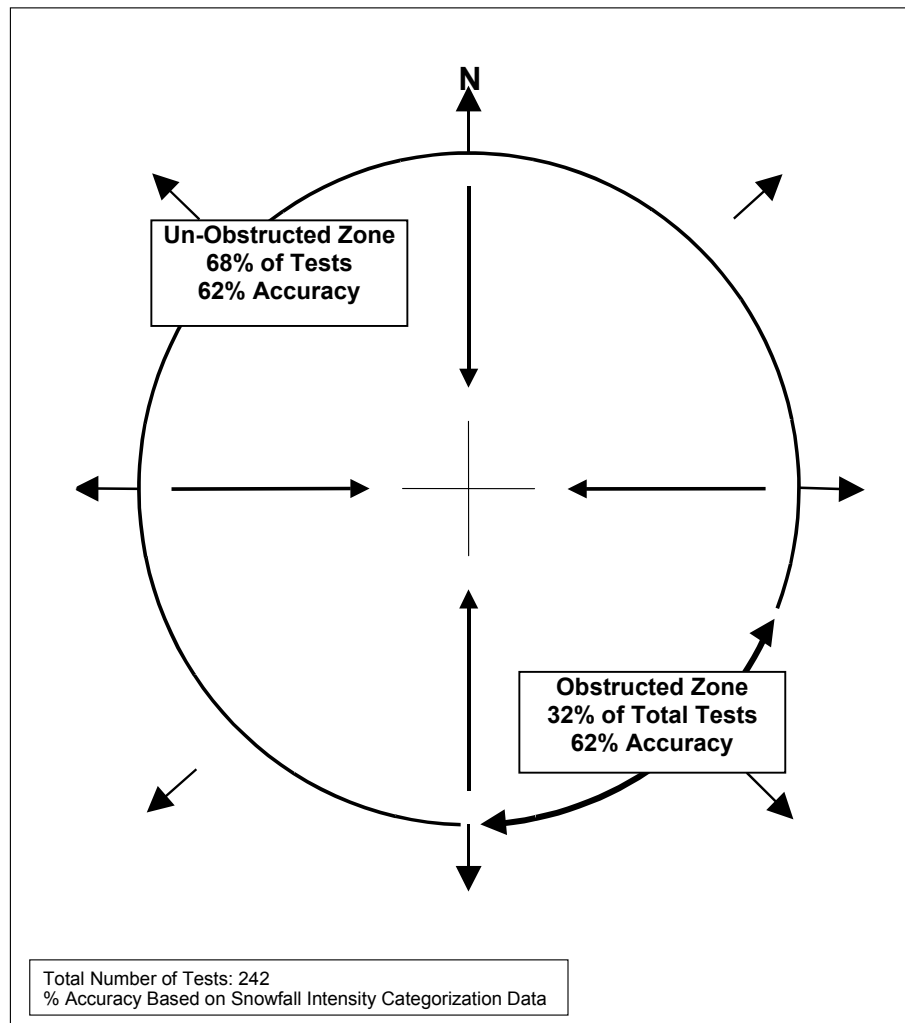 N
Un-Obstructed Zone
68% of Tests
62% Accuracy
Obstructed Zone
32% of Total Tests
62% Accuracy
Total Number of Tests: 242
% Accuracy Based on Snowfall Intensity Categorization Data